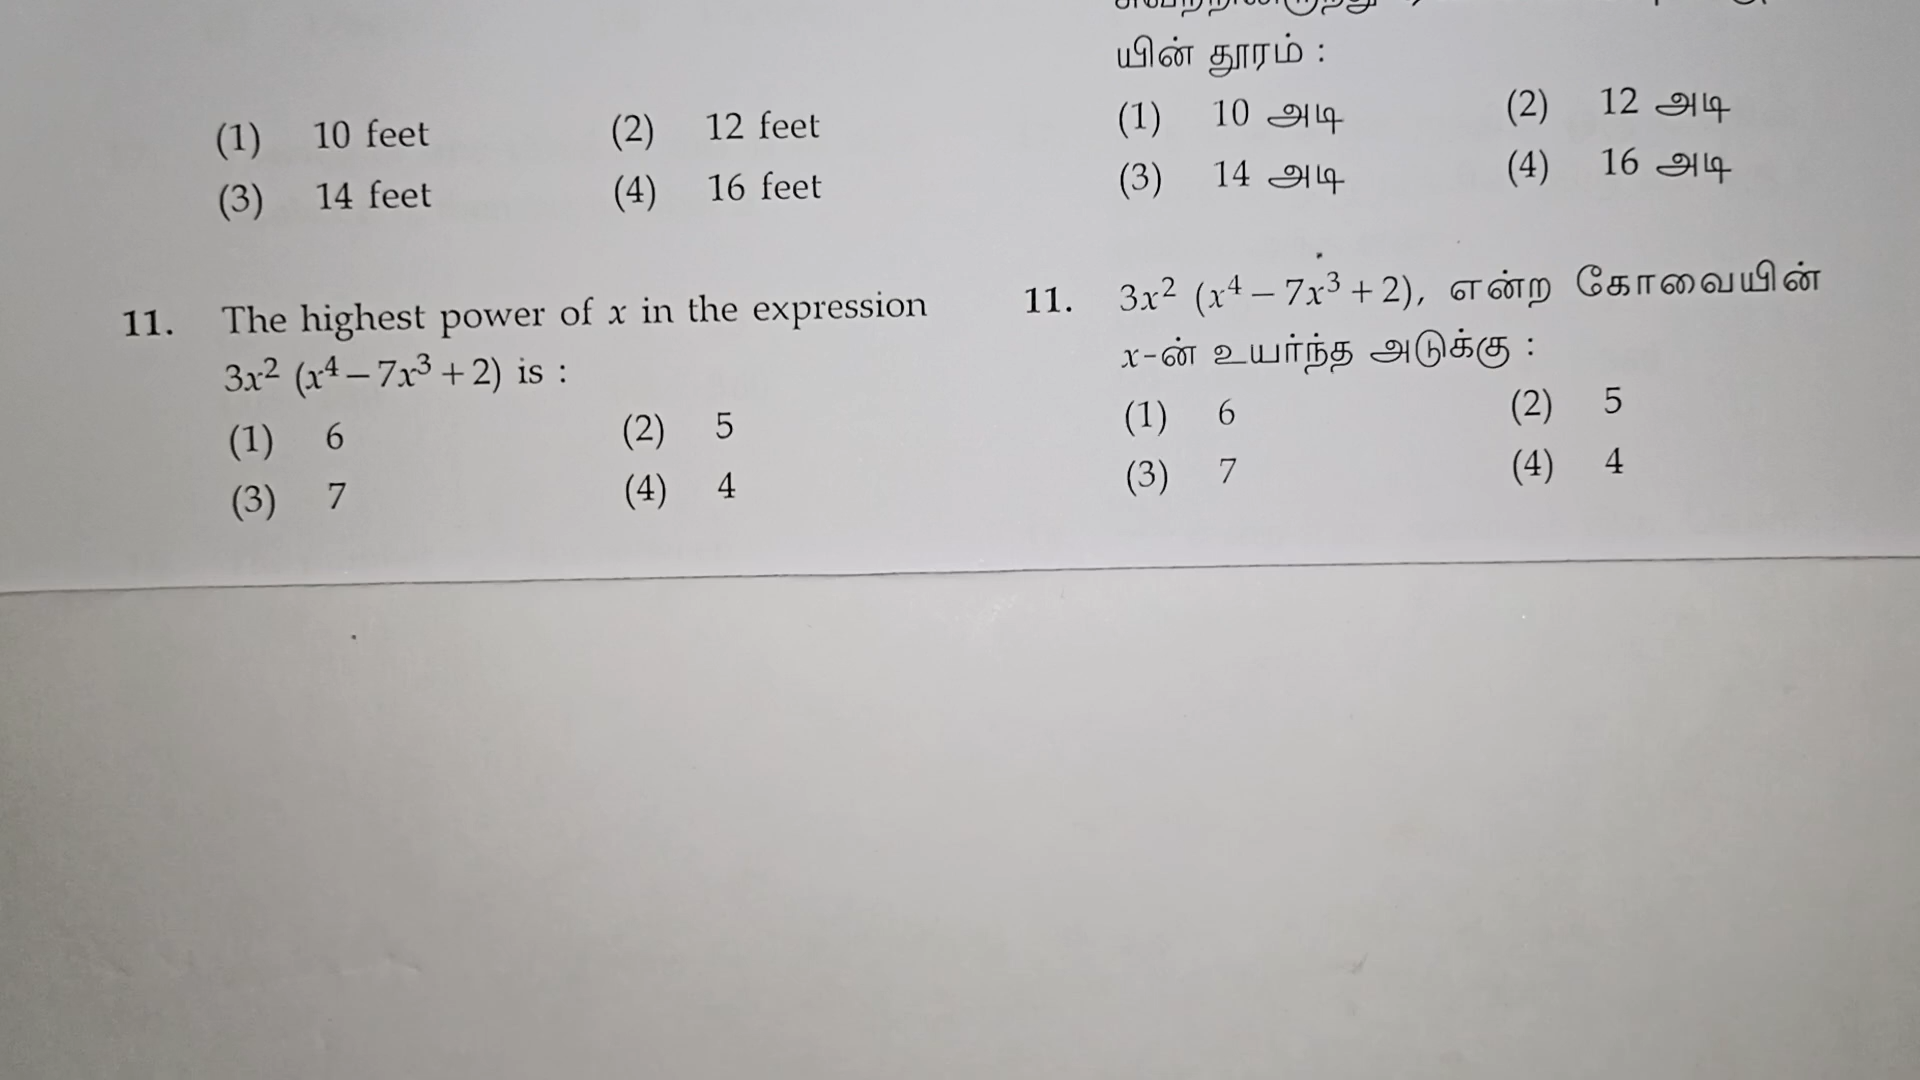 (1) 10 feet (2) 12 feet
(3) 14 feet (4) 16 feet
11. The highest power of x in the expression
3x² (x⁴ – 7x³ + 2) is :
(1) 6 (2) 5
(3) 7 (4) 4
யின் தூரம் :
(1) 10 அடி (2) 12 அடி
(3) 14 அடி (4) 16 அடி
11. 3x² (x⁴ – 7x³ + 2), என்ற கோவையின்
x-ன் உயர்ந்த அடுக்கு :
(1) 6 (2) 5
(3) 7 (4) 4